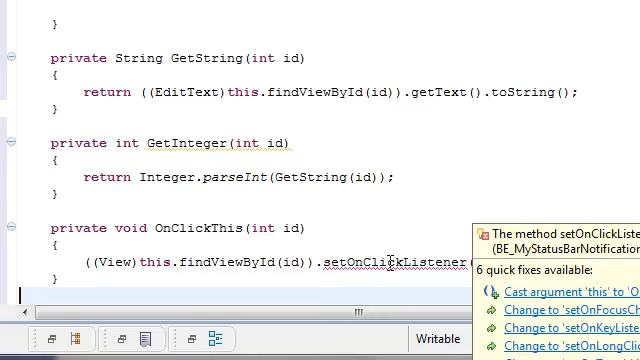 }
private String GetString(int id)
{
return ((EditText)this.findViewById(id)).getText().toString();
}
private int GetInteger(int id)
{
return Integer.parseInt(GetString(id));
}
private void OnClickThis(int id)
{
((View)this.findViewById(id)).setOnClickListener(
}
The method setOnClickListe
(BE_MyStatusBarNotification
6 quick fixes available:
Cast argument 'this' to 'O
Change to 'setOnFocusCh
Change to 'setOnKeyListe
Change to 'setOnLongClic
Writable